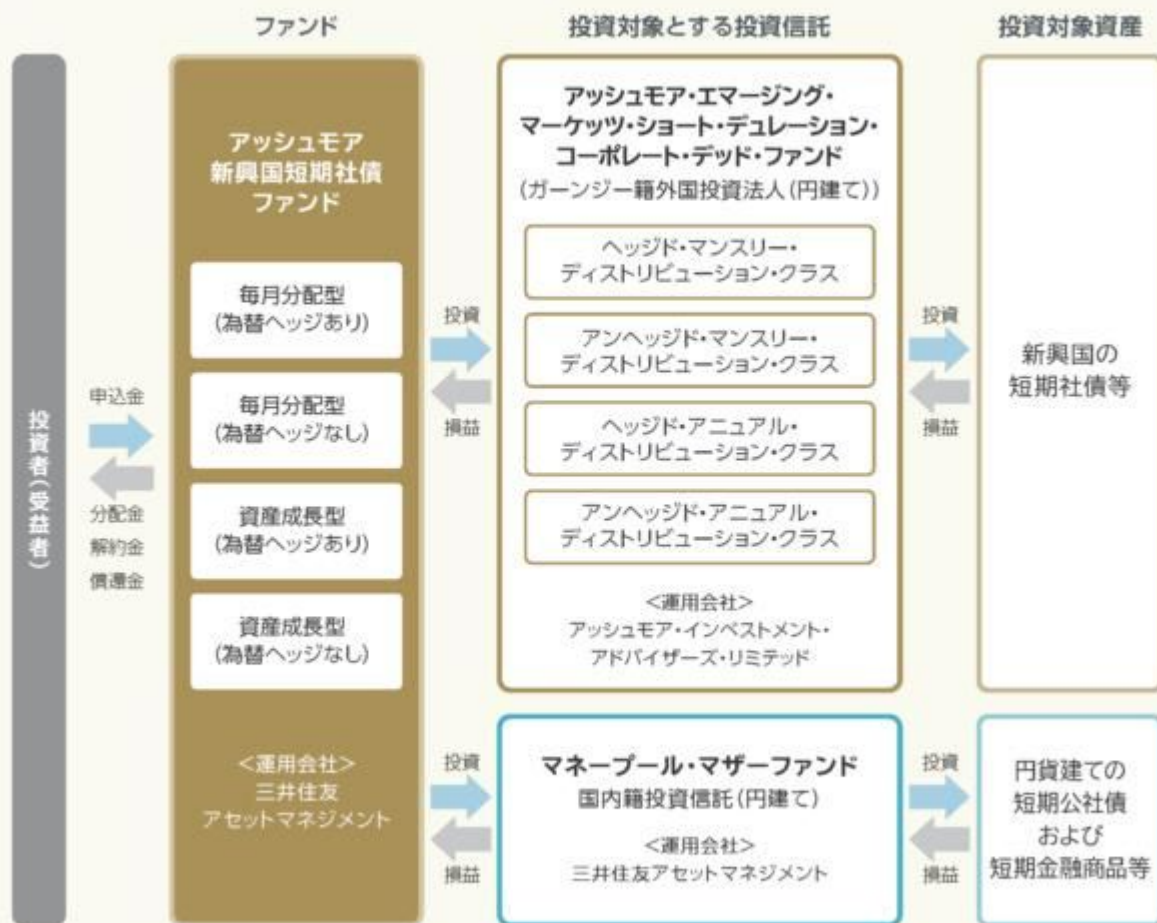 ファンド
投資対象とする投資信託
投資対象資産
投資者(受益者)
申込金
分配金
解約金
償還金
アッシュモア
新興国短期社債
ファンド
毎月分配型
(為替ヘッジあり)
毎月分配型
(為替ヘッジなし)
資産成長型
(為替ヘッジあり)
資産成長型
(為替ヘッジなし)
<運用会社>
三井住友
アセットマネジメント
投資
損益
アッシュモア・エマージング・
マーケッツ・ショート・デュレーション・
コーポレート・デッド・ファンド
(ガーンジー籍外国投資法人(円建て))
ヘッジド・マンスリー・
ディストリビューション・クラス
アンヘッジド・マンスリー・
ディストリビューション・クラス
ヘッジド・アニュアル・
ディストリビューション・クラス
アンヘッジド・アニュアル・
ディストリビューション・クラス
<運用会社>
アッシュモア・インベストメント・
アドバイザーズ・リミテッド
投資
損益
新興国の
短期社債等
投資
損益
マネープール・マザーファンド
国内籍投資信託(円建て)
<運用会社>
三井住友アセットマネジメント
投資
損益
円貨建ての
短期公社債
および
短期金融商品等